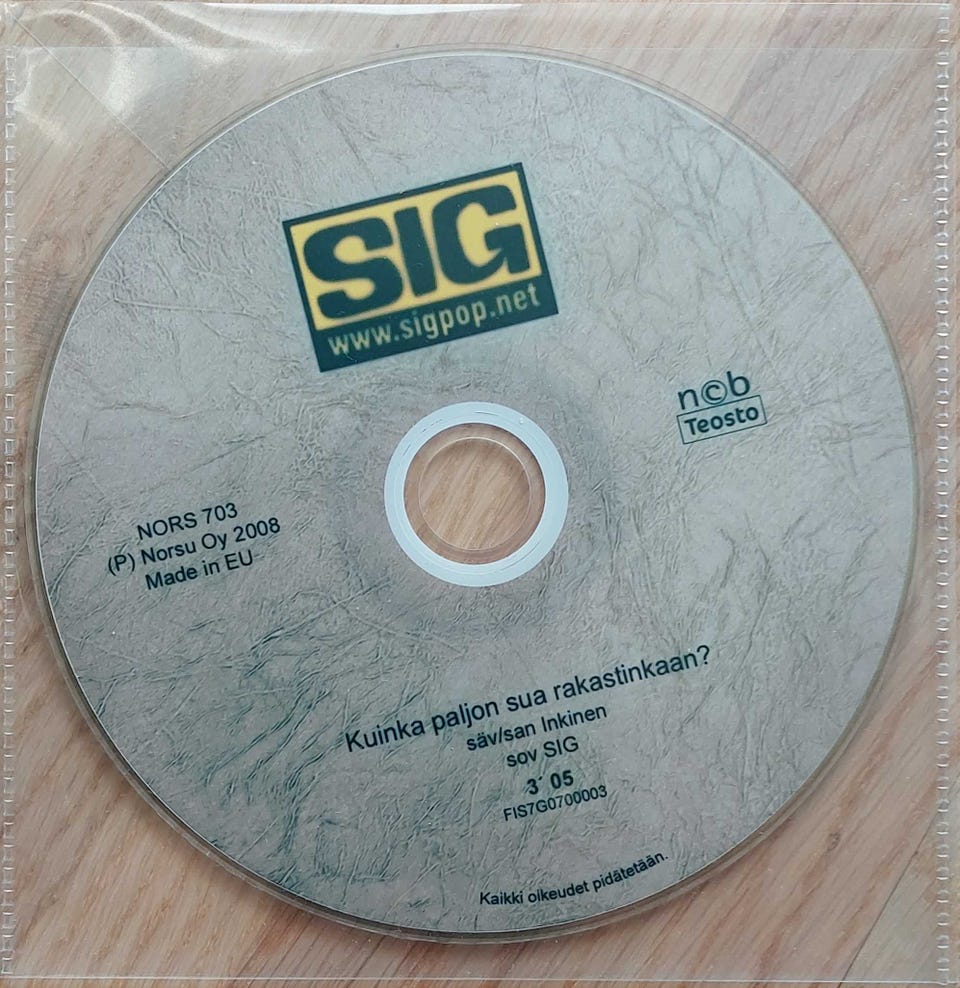 SIG
www.sigpop.net
n©b
Teosto
NORS 703
(P) Norsu Oy 2008
Made in EU
Kuinka paljon sua rakastinkaan?
säv/san Inkinen
sov SIG
3´ 05
FIS7G0700003
Kaikki oikeudet pidätetään.